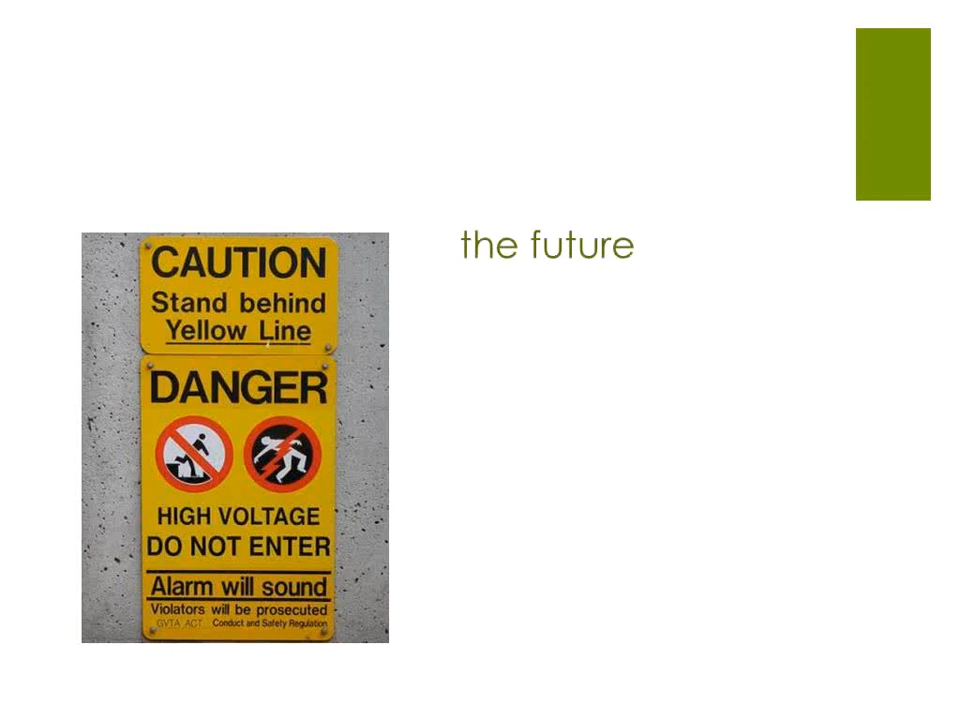 the future
CAUTION
Stand behind
Yellow Line
DANGER
HIGH VOLTAGE
DO NOT ENTER
Alarm will sound
Violators will be prosecuted
GVTA ACT Conduct and Safety Regulation